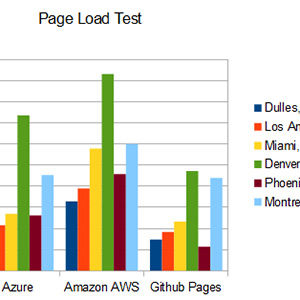 Page Load Test
Dulles,
Los An
Miami,
Denver
Phoeni
Montre
Azure
Amazon AWS
Github Pages